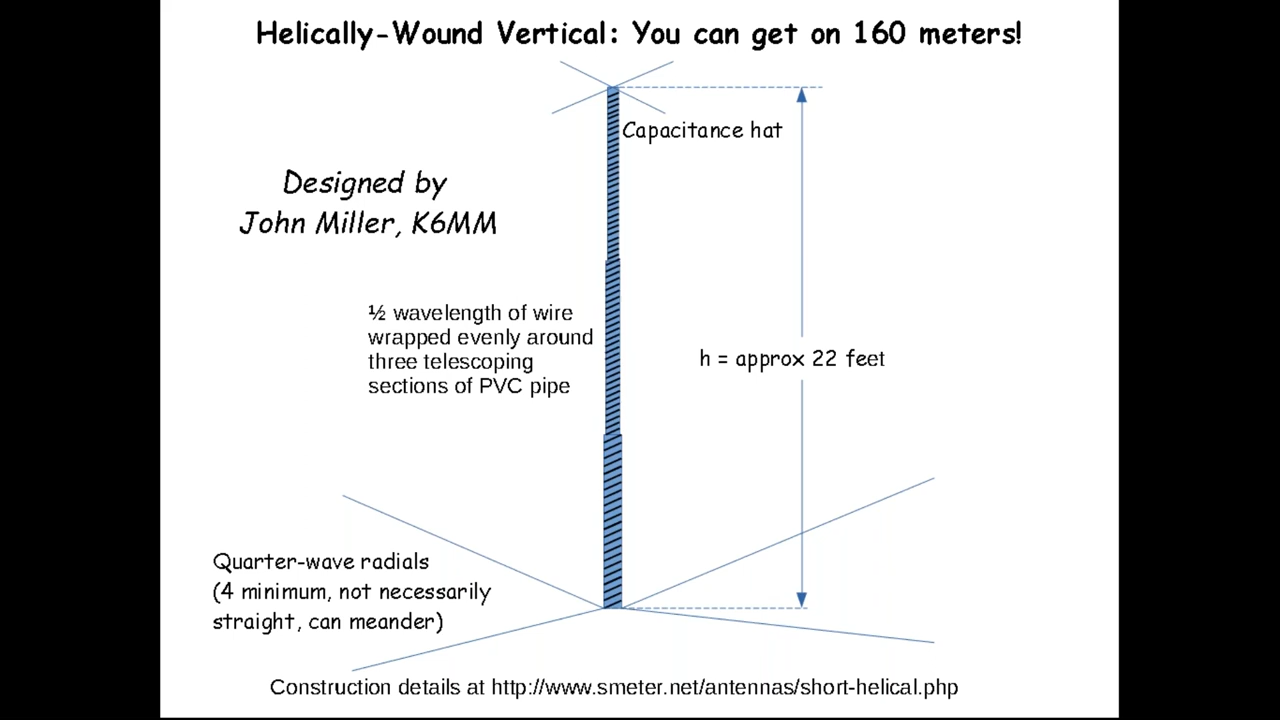 Helically-Wound Vertical: You can get on 160 meters!
Capacitance hat
Designed by
John Miller, K6MM
½ wavelength of wire
wrapped evenly around
three telescoping
sections of PVC pipe
h = approx 22 feet
Quarter-wave radials
(4 minimum, not necessarily
straight, can meander)
Construction details at http://www.smeter.net/antennas/short-helical.php